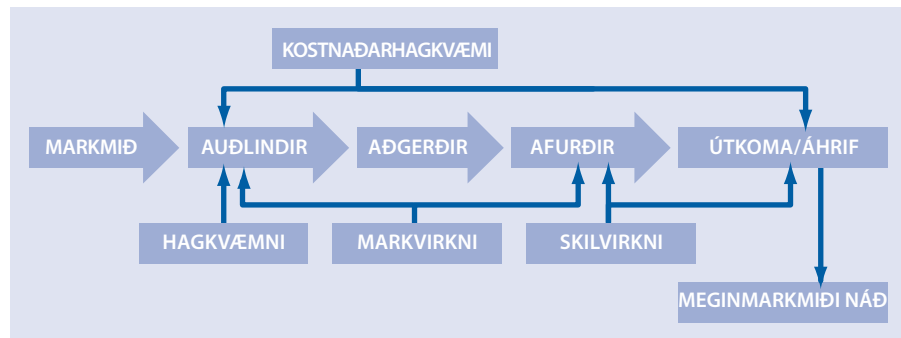 KOSTNAÐARHAGKVÆMI
MARKMIÐ
AUÐLINDIR
AÐGERÐIR
AFURÐIR
ÚTKOMA/ÁHRIF
HAGKVÆMNI
MARKVIRKNI
SKILVIRKNI
MEGINMARKMIÐI NÁÐ